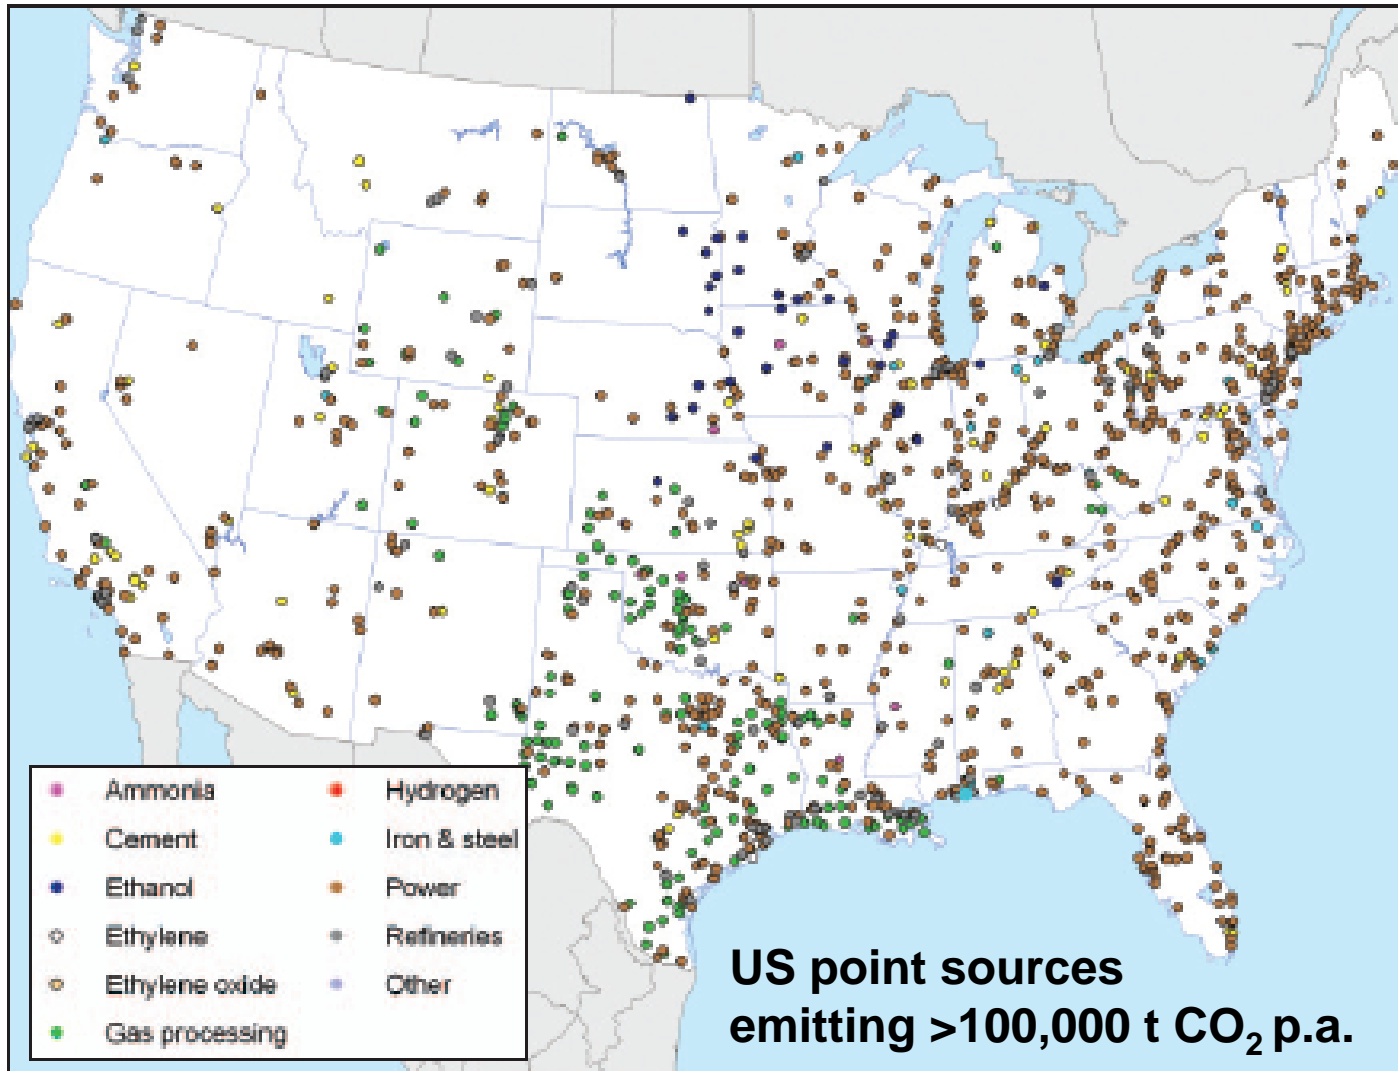 Ammonia
Cement
Ethanol
Ethylene
Ethylene oxide
Gas processing
Hydrogen
Iron & steel
Power
Refineries
Other
US point sources
emitting >100,000 t CO₂ p.a.